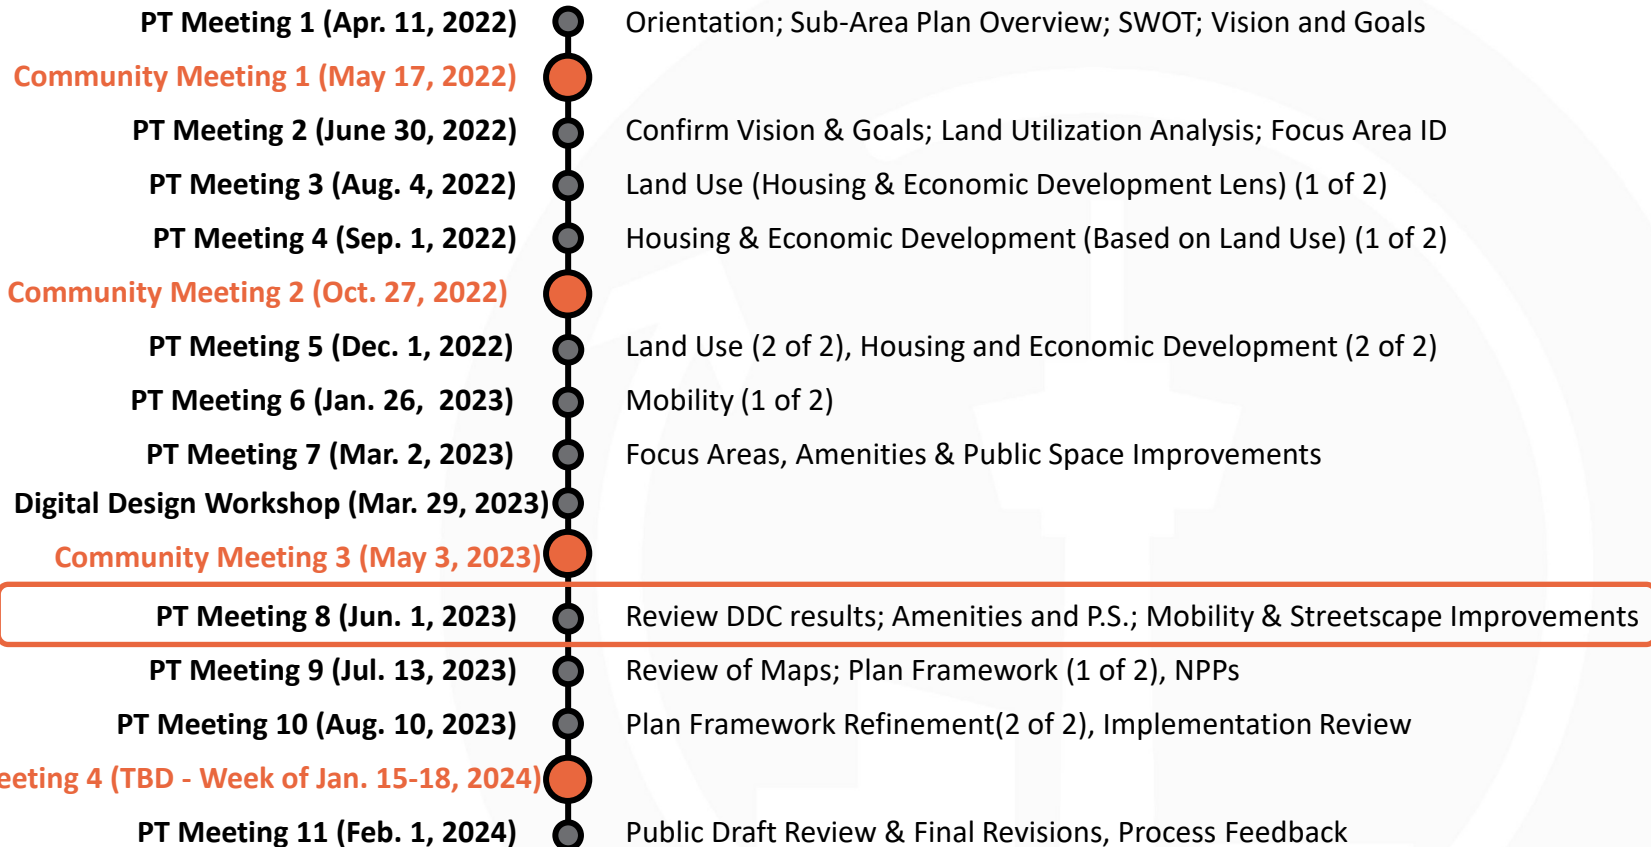 PT Meeting 1 (Apr. 11, 2022) Orientation; Sub-Area Plan Overview; SWOT; Vision and Goals
Community Meeting 1 (May 17, 2022)
PT Meeting 2 (June 30, 2022) Confirm Vision & Goals; Land Utilization Analysis; Focus Area ID
PT Meeting 3 (Aug. 4, 2022) Land Use (Housing & Economic Development Lens) (1 of 2)
PT Meeting 4 (Sep. 1, 2022) Housing & Economic Development (Based on Land Use) (1 of 2)
Community Meeting 2 (Oct. 27, 2022)
PT Meeting 5 (Dec. 1, 2022) Land Use (2 of 2), Housing and Economic Development (2 of 2)
PT Meeting 6 (Jan. 26, 2023) Mobility (1 of 2)
PT Meeting 7 (Mar. 2, 2023) Focus Areas, Amenities & Public Space Improvements
Digital Design Workshop (Mar. 29, 2023)
Community Meeting 3 (May 3, 2023)
PT Meeting 8 (Jun. 1, 2023) Review DDC results; Amenities and P.S.; Mobility & Streetscape Improvements
PT Meeting 9 (Jul. 13, 2023) Review of Maps; Plan Framework (1 of 2), NPPs
PT Meeting 10 (Aug. 10, 2023) Plan Framework Refinement(2 of 2), Implementation Review
eeting 4 (TBD - Week of Jan. 15-18, 2024)
PT Meeting 11 (Feb. 1, 2024) Public Draft Review & Final Revisions, Process Feedback